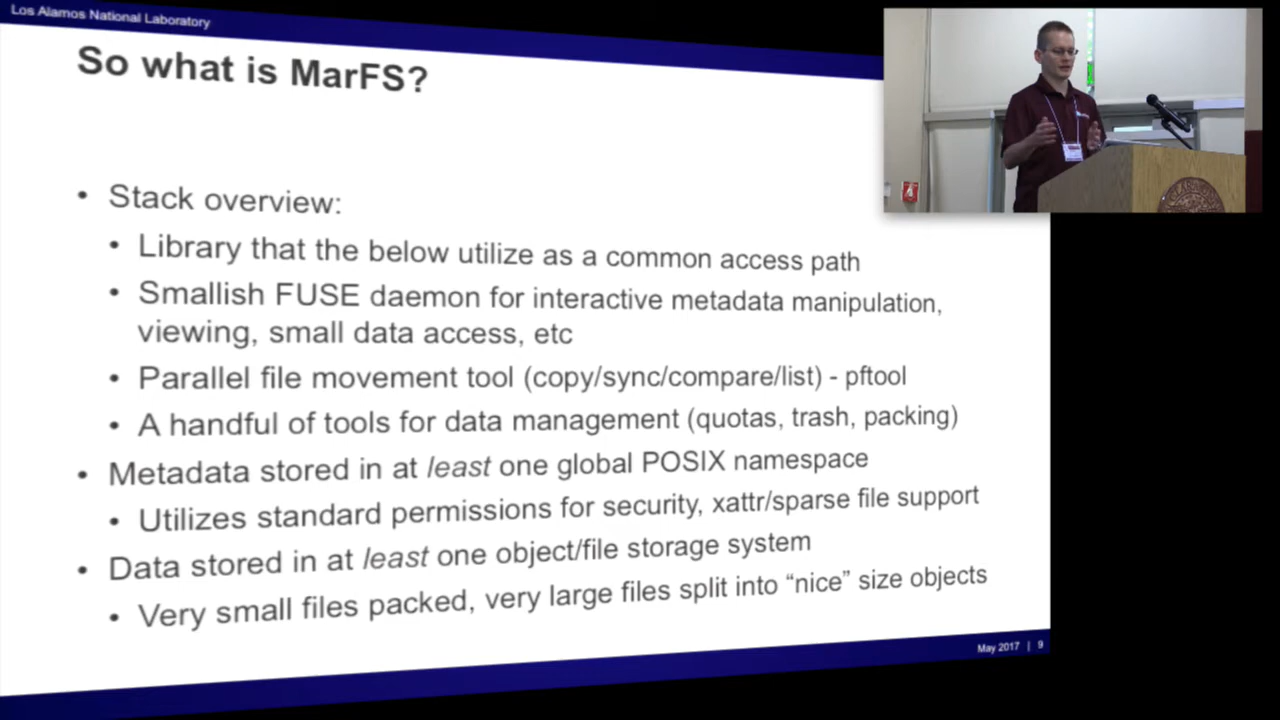 Los Alamos National Laboratory
So what is MarFS?
• Stack overview:
• Library that the below utilize as a common access path
• Smallish FUSE daemon for interactive metadata manipulation,
viewing, small data access, etc
• Parallel file movement tool (copy/sync/compare/list) - pftool
• A handful of tools for data management (quotas, trash, packing)
• Metadata stored in at least one global POSIX namespace
• Utilizes standard permissions for security, xattr/sparse file support
• Data stored in at least one object/file storage system
• Very small files packed, very large files split into “nice” size objects
May 2017 | 9